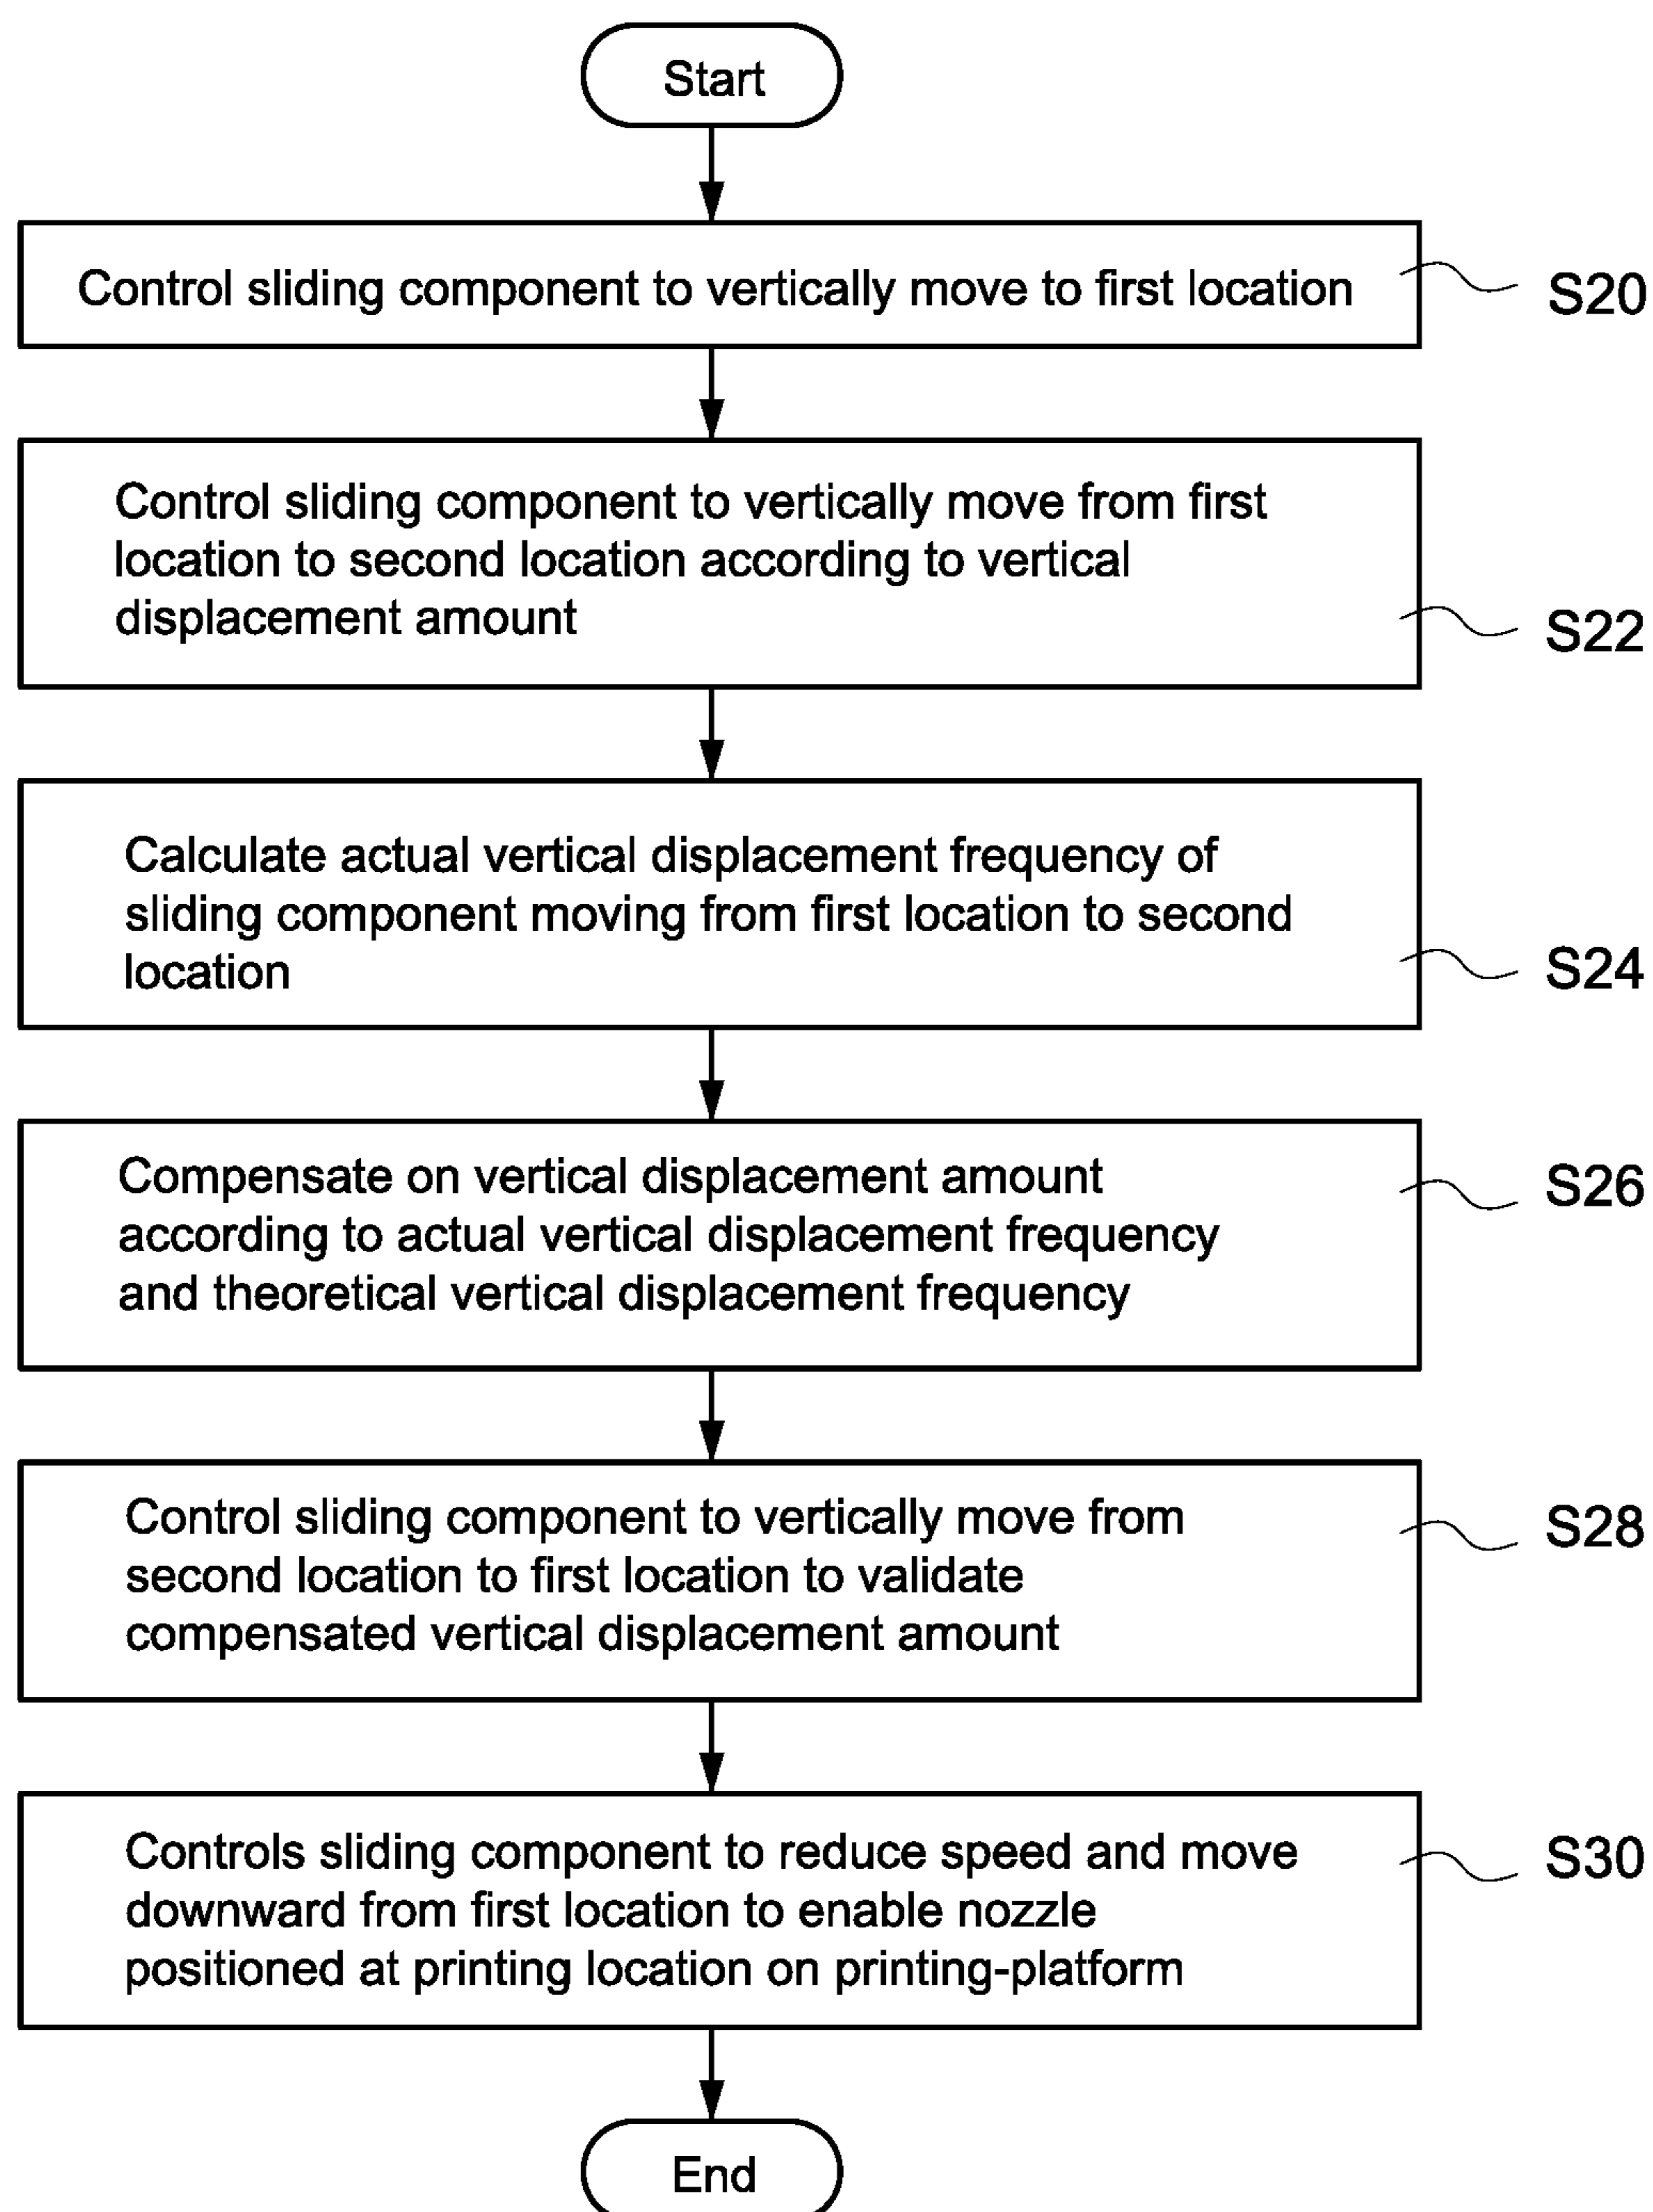 Start
Control sliding component to vertically move to first location
S20
Control sliding component to vertically move from first
location to second location according to vertical
displacement amount
S22
Calculate actual vertical displacement frequency of
sliding component moving from first location to second
location
S24
Compensate on vertical displacement amount
according to actual vertical displacement frequency
and theoretical vertical displacement frequency
S26
Control sliding component to vertically move from
second location to first location to validate
compensated vertical displacement amount
S28
Controls sliding component to reduce speed and move
downward from first location to enable nozzle
positioned at printing location on printing-platform
S30
End